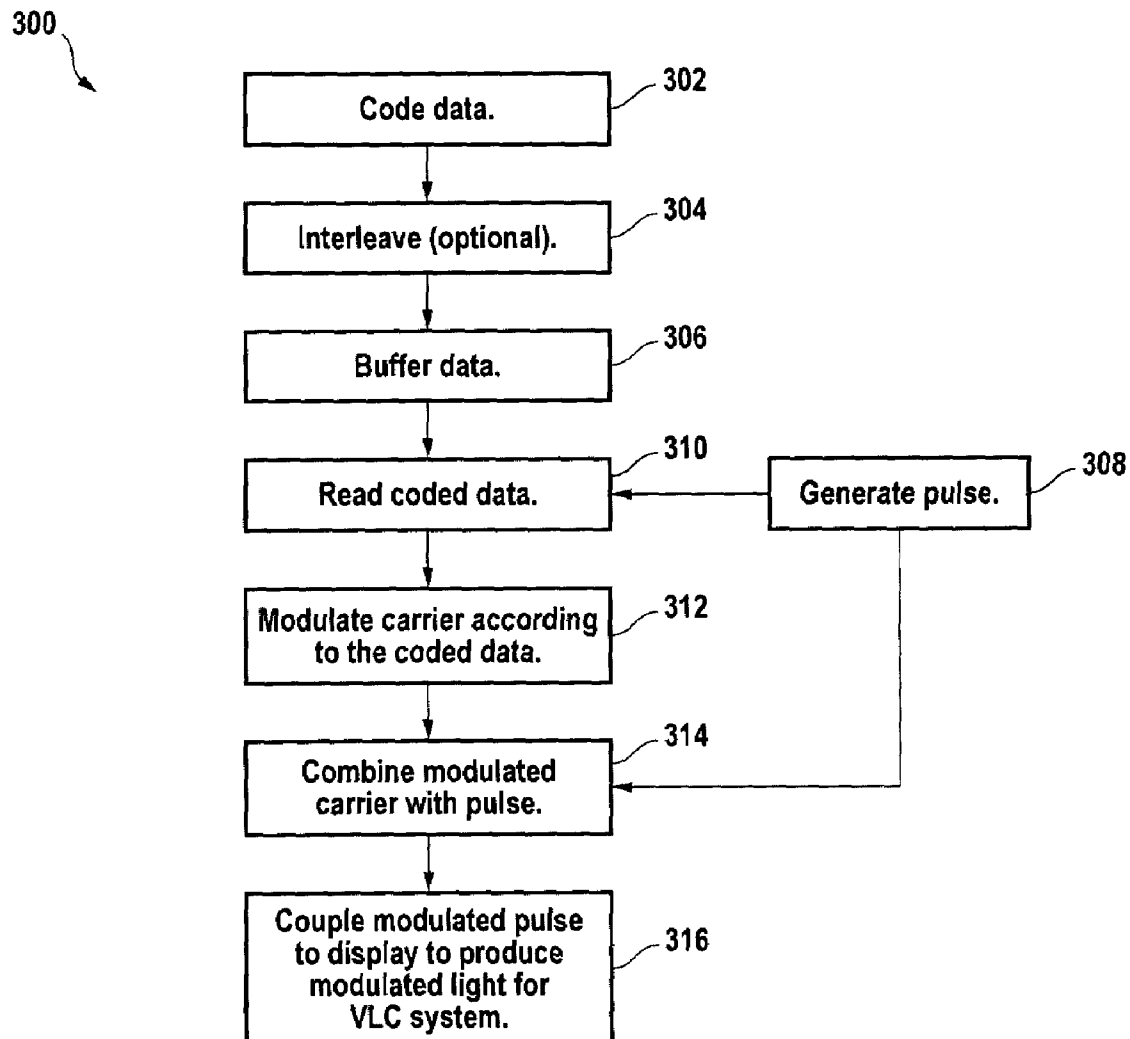 300
302
Code data.
304
Interleave (optional).
306
Buffer data.
310
Read coded data.
308
Generate pulse.
312
Modulate carrier according
to the coded data.
314
Combine modulated
carrier with pulse.
316
Couple modulated pulse
to display to produce
modulated light for
VLC system.